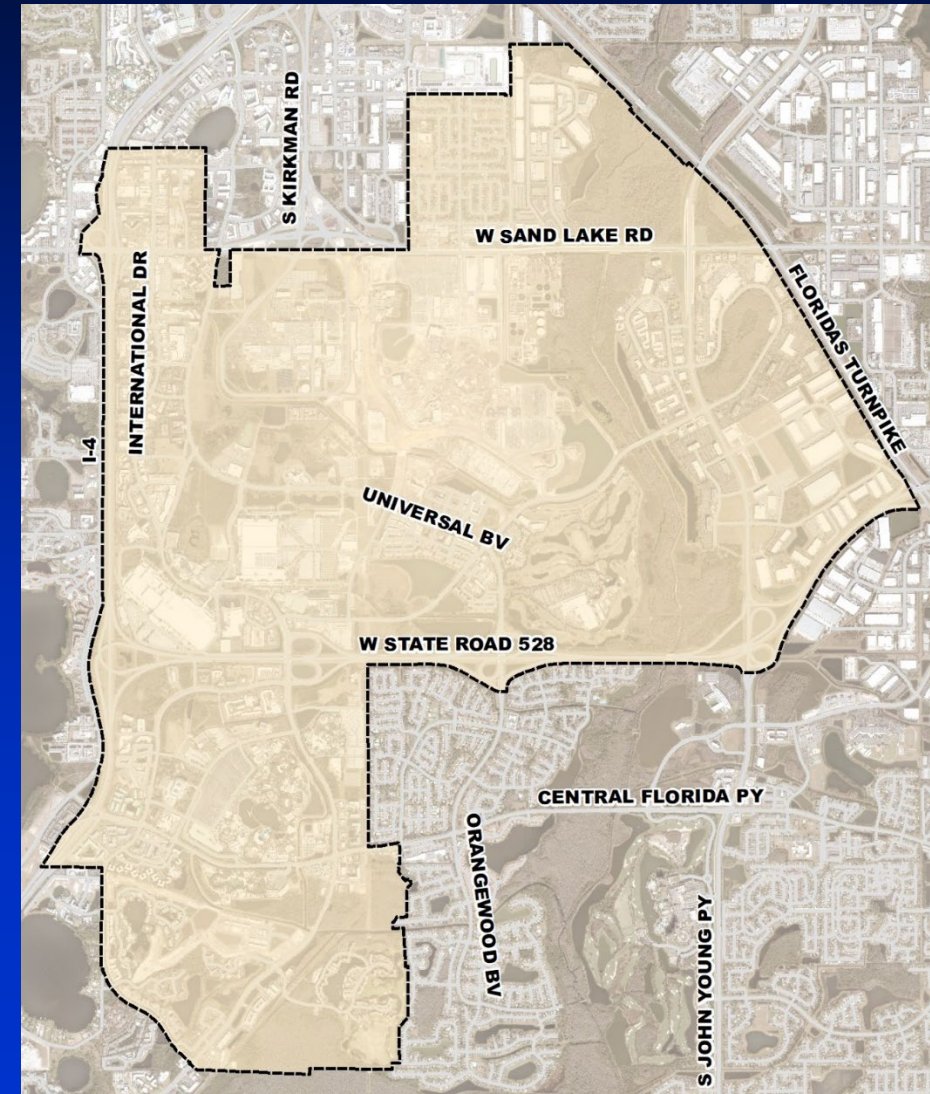 S KIRKMAN RD
W SAND LAKE RD
INTERNATIONAL DR
FLORIDAS TURNPIKE
I-4
UNIVERSAL BV
W STATE ROAD 528
CENTRAL FLORIDA PY
ORANGEWOOD BV
S JOHN YOUNG PY